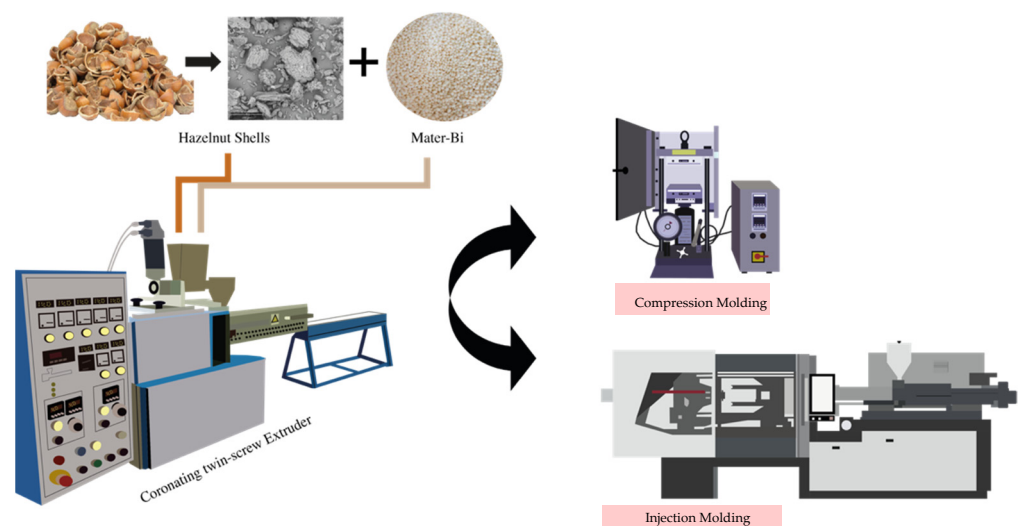 Hazelnut Shells
Mater-Bi
Coronating twin-screw Extruder
Compression Molding
Injection Molding